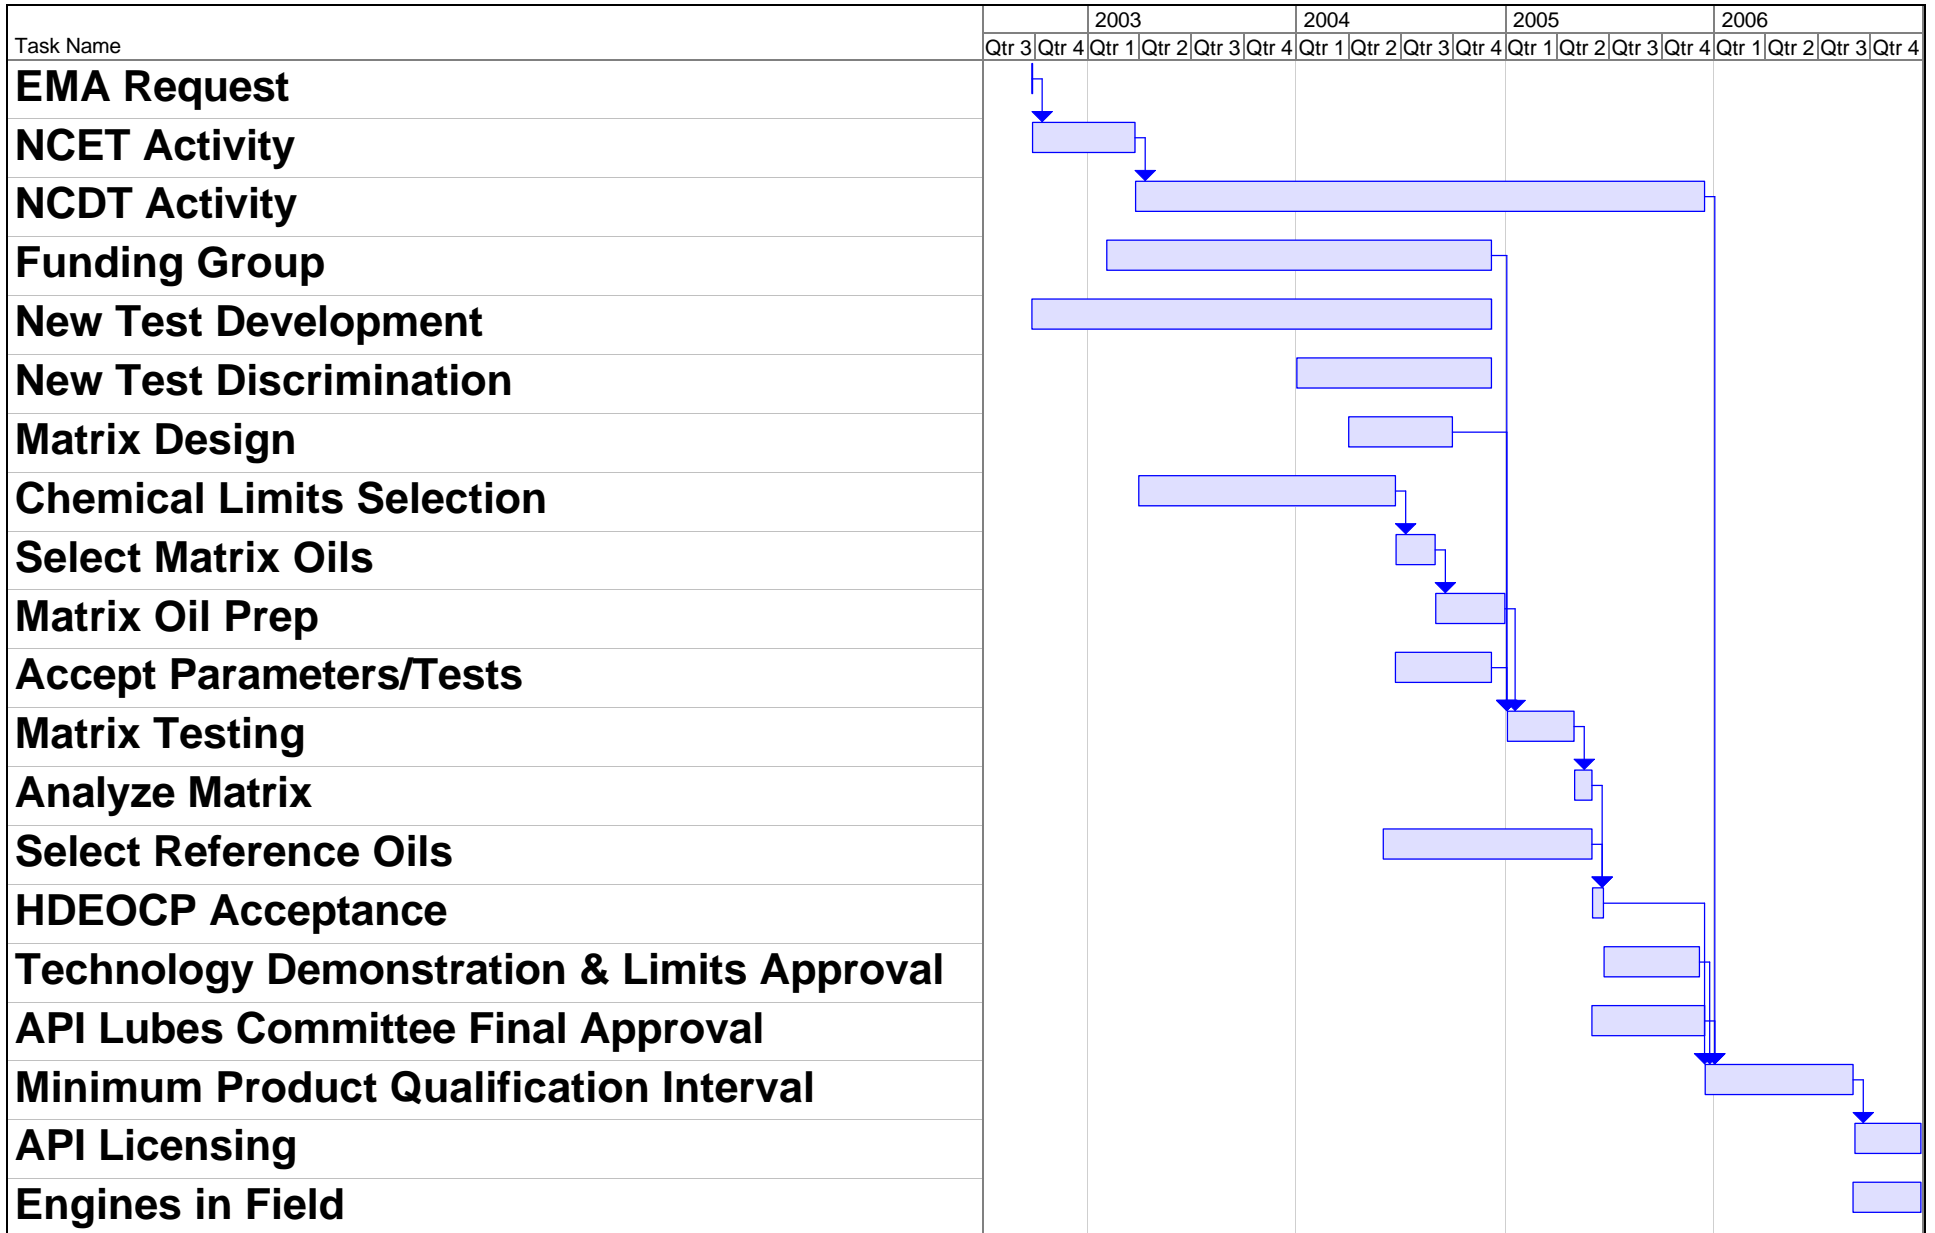 2003 2004 2005 2006
Task Name Qtr 3 Qtr 4 Qtr 1 Qtr 2 Qtr 3 Qtr 4 Qtr 1 Qtr 2 Qtr 3 Qtr 4 Qtr 1 Qtr 2 Qtr 3 Qtr 4 Qtr 1 Qtr 2 Qtr 3 Qtr 4
EMA Request
NCET Activity
NCDT Activity
Funding Group
New Test Development
New Test Discrimination
Matrix Design
Chemical Limits Selection
Select Matrix Oils
Matrix Oil Prep
Accept Parameters/Tests
Matrix Testing
Analyze Matrix
Select Reference Oils
HDEOCP Acceptance
Technology Demonstration & Limits Approval
API Lubes Committee Final Approval
Minimum Product Qualification Interval
API Licensing
Engines in Field